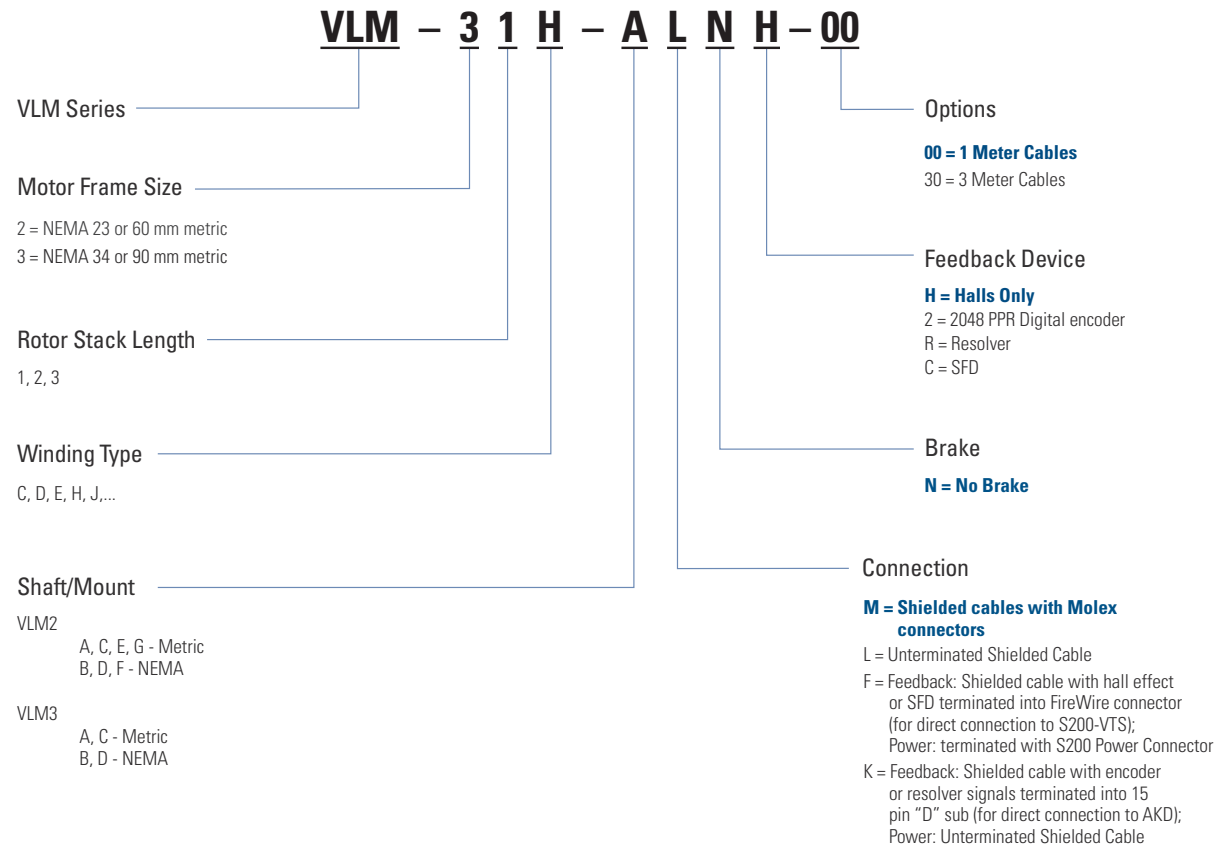 VLM – 3 1 H – A L N H – 00
VLM Series
Motor Frame Size
2 = NEMA 23 or 60 mm metric
3 = NEMA 34 or 90 mm metric
Rotor Stack Length
1, 2, 3
Winding Type
C, D, E, H, J,...
Shaft/Mount
VLM2
A, C, E, G - Metric
B, D, F - NEMA
VLM3
A, C - Metric
B, D - NEMA
Options
00 = 1 Meter Cables
30 = 3 Meter Cables
Feedback Device
H = Halls Only
2 = 2048 PPR Digital encoder
R = Resolver
C = SFD
Brake
N = No Brake
Connection
M = Shielded cables with Molex
connectors
L = Unterminated Shielded Cable
F = Feedback: Shielded cable with hall effect
or SFD terminated into FireWire connector
(for direct connection to S200-VTS);
Power: terminated with S200 Power Connector
K = Feedback: Shielded cable with encoder
or resolver signals terminated into 15
pin “D” sub (for direct connection to AKD);
Power: Unterminated Shielded Cable